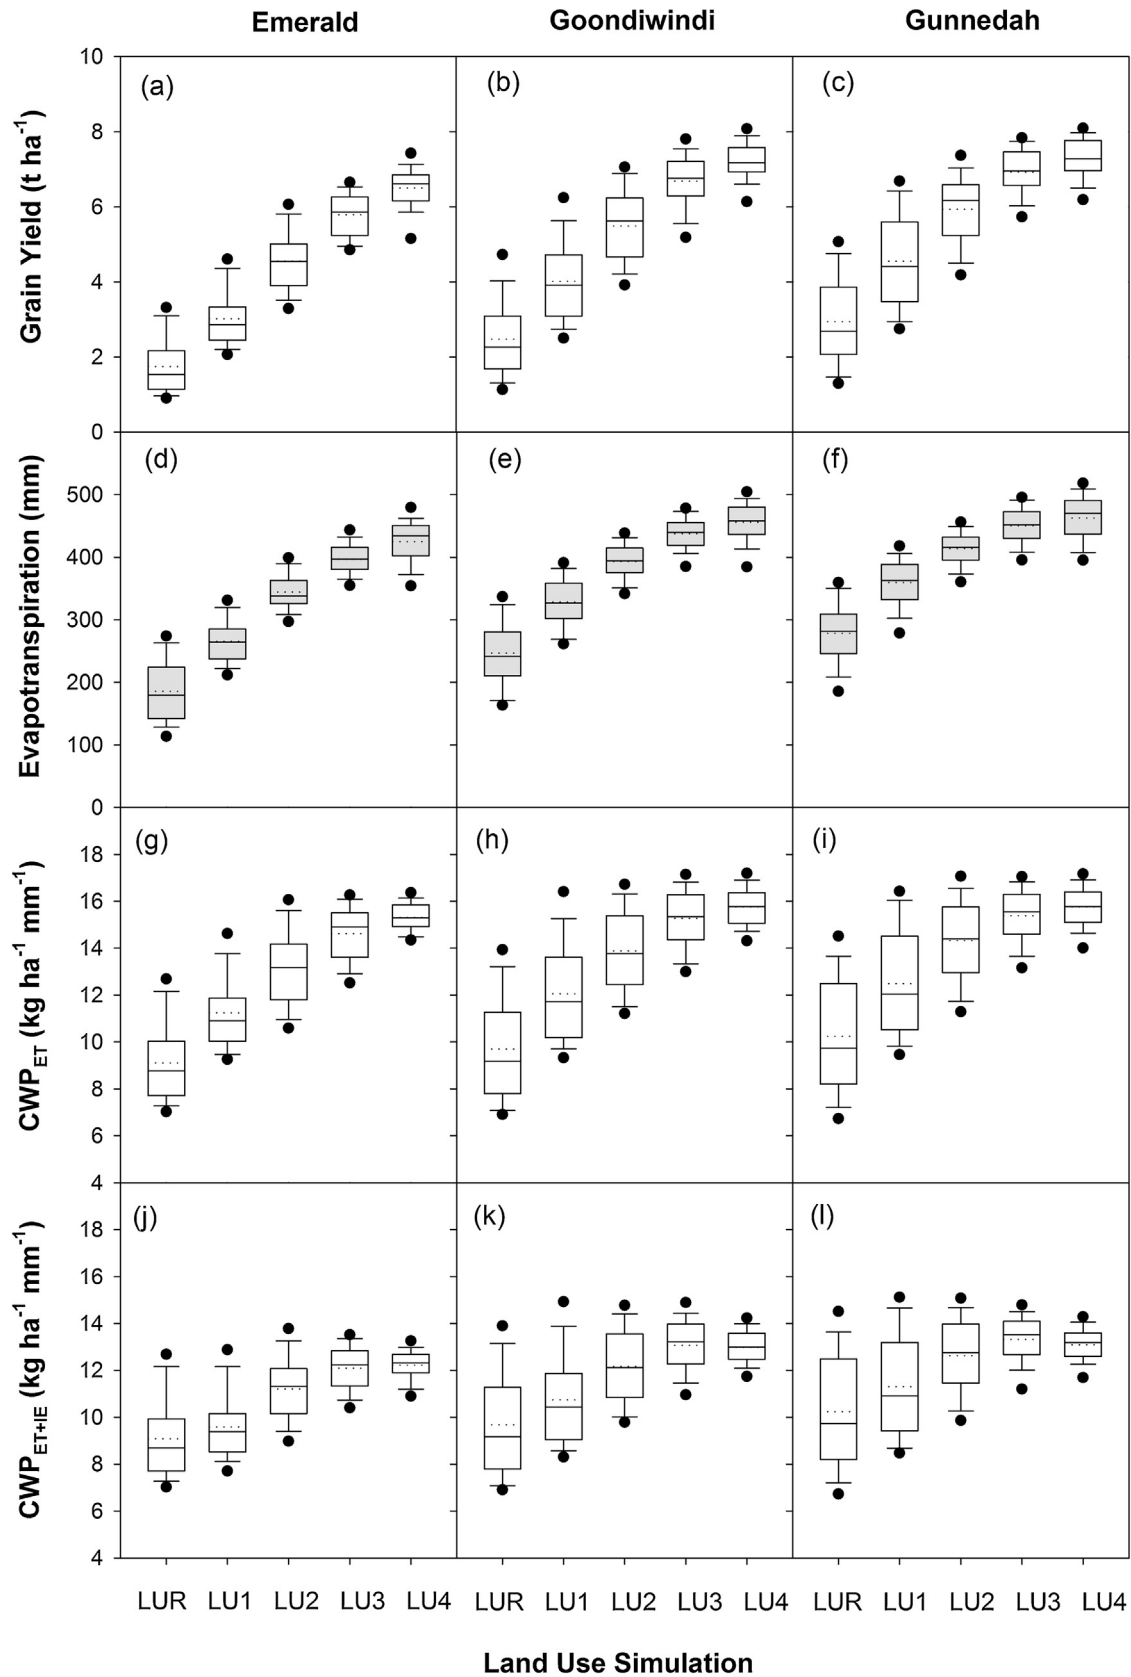 Emerald Goondiwindi Gunnedah
Grain Yield (t ha⁻¹)
10
8
6
4
2
0
(a) (b) (c)
Evapotranspiration (mm)
500
400
300
200
100
0
(d) (e) (f)
CWP_ET (kg ha⁻¹ mm⁻¹)
18
16
14
12
10
8
6
4
(g) (h) (i)
CWP_ET+IE (kg ha⁻¹ mm⁻¹)
18
16
14
12
10
8
6
4
(j) (k) (l)
LUR LU1 LU2 LU3 LU4 LUR LU1 LU2 LU3 LU4 LUR LU1 LU2 LU3 LU4
Land Use Simulation